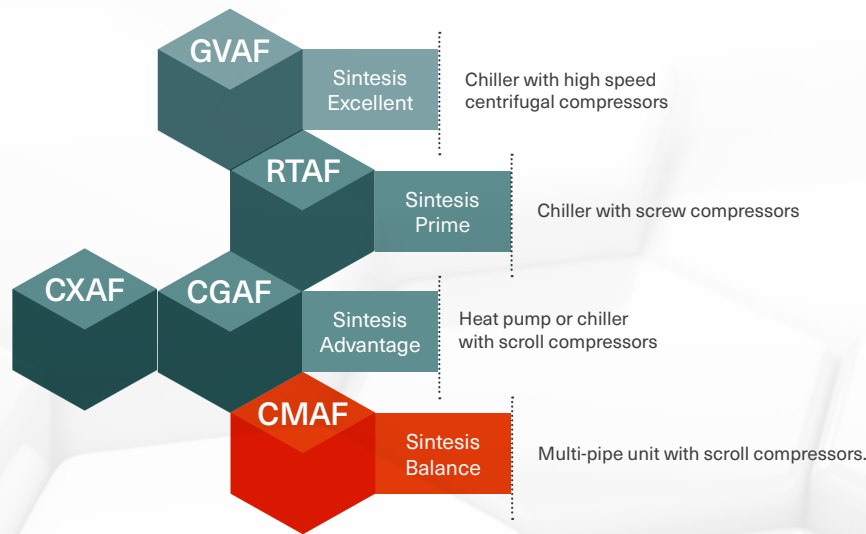 GVAF
Sintesis
Excellent
Chiller with high speed
centrifugal compressors
RTAF
Sintesis
Prime
Chiller with screw compressors
CXAF
CGAF
Sintesis
Advantage
Heat pump or chiller
with scroll compressors
CMAF
Sintesis
Balance
Multi-pipe unit with scroll compressors.